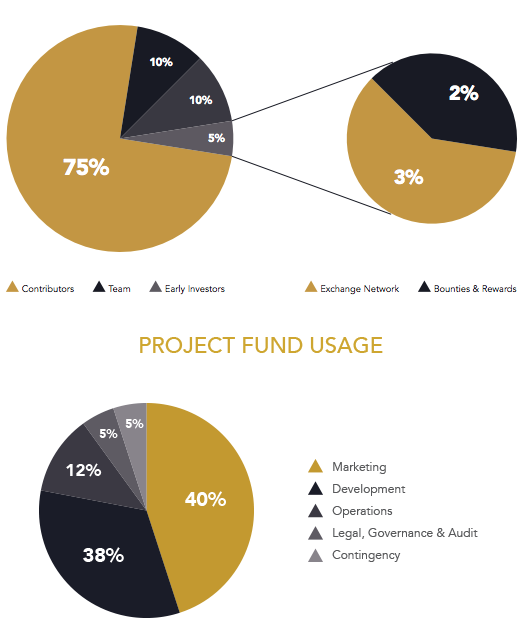 10%
10%
5%
75%
2%
3%
Contributors Team Early Investors
Exchange Network Bounties & Rewards
PROJECT FUND USAGE
5%
5%
12%
40%
38%
Marketing
Development
Operations
Legal, Governance & Audit
Contingency